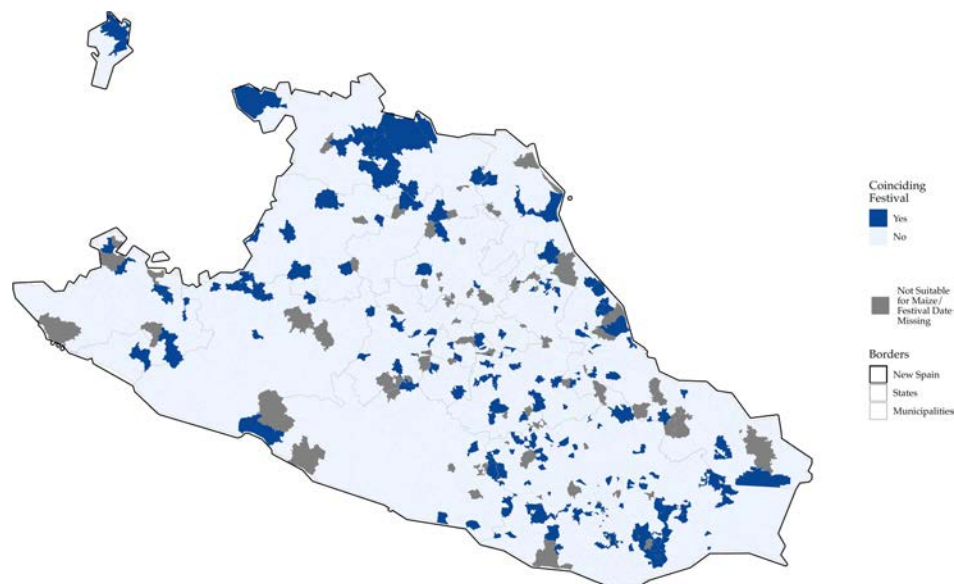 Coinciding
Festival
Yes
No
Not Suitable
for Maize/
Festival Date
Missing
Borders
New Spain
States
Municipalities